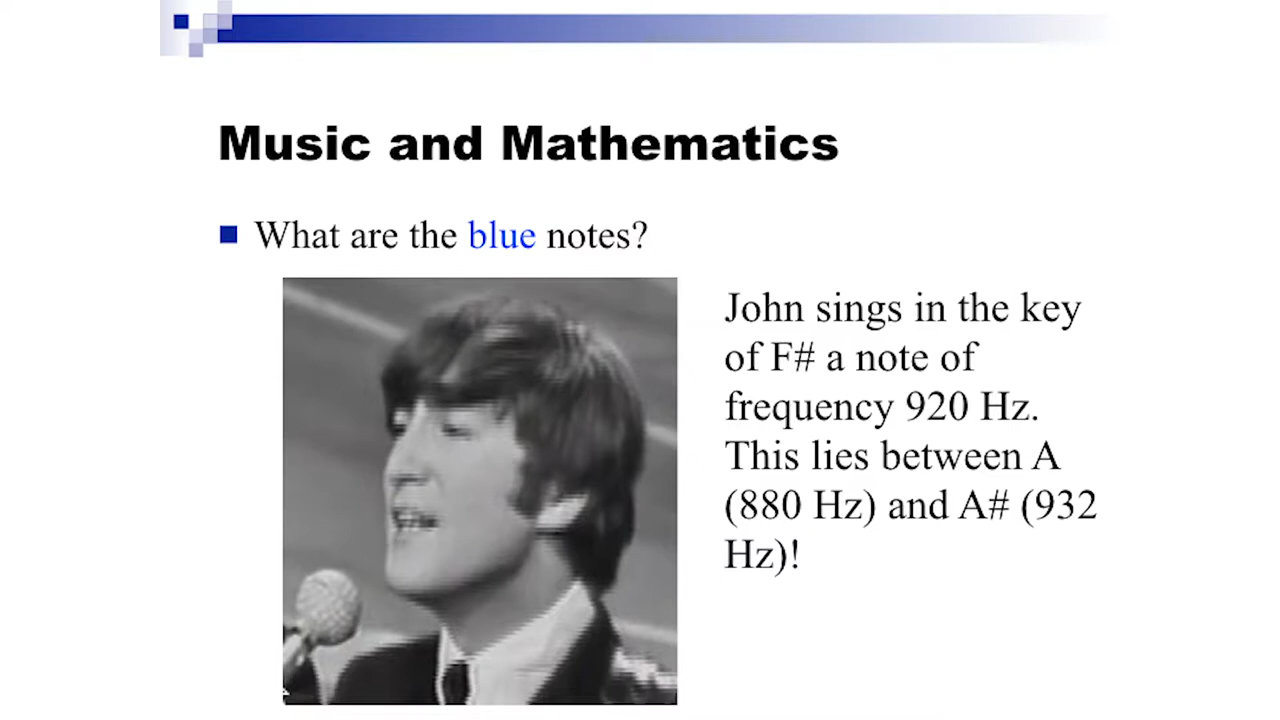 Music and Mathematics
What are the blue notes?
John sings in the key
of F# a note of
frequency 920 Hz.
This lies between A
(880 Hz) and A# (932
Hz)!